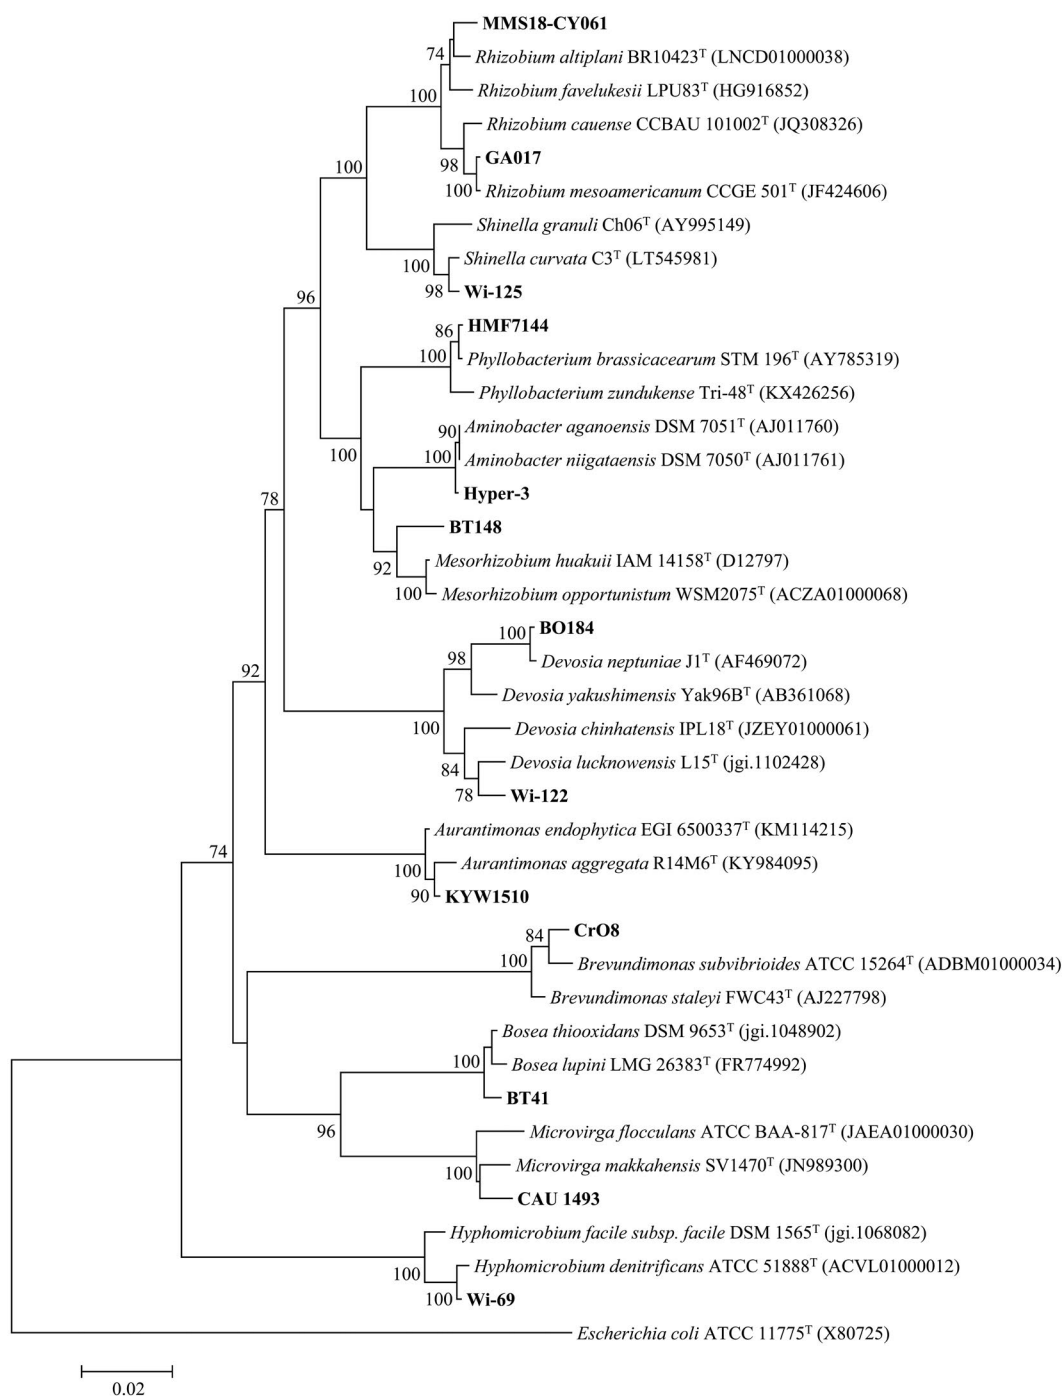 MMS18-CY061
74
Rhizobium altiplani BR10423ᵀ (LNCD01000038)
Rhizobium favelukesii LPU83ᵀ (HG916852)
100
Rhizobium cauense CCBAU 101002ᵀ (JQ308326)
GA017
98
100
Rhizobium mesoamericanum CCGE 501ᵀ (JF424606)
100
Shinella granuli Ch06ᵀ (AY995149)
Shinella curvata C3ᵀ (LT545981)
100
98
Wi-125
96
HMF7144
86
Phyllobacterium brassicacearum STM 196ᵀ (AY785319)
100
Phyllobacterium zundukense Tri-48ᵀ (KX426256)
Aminobacter aganoensis DSM 7051ᵀ (AJ011760)
90
100
Aminobacter niigataensis DSM 7050ᵀ (AJ011761)
100
Hyper-3
78
BT148
Mesorhizobium huakuii IAM 14158ᵀ (D12797)
92
100
Mesorhizobium opportunistum WSM2075ᵀ (ACZA01000068)
BO184
100
Devosia neptuniae J1ᵀ (AF469072)
98
92
Devosia yakushimensis Yak96Bᵀ (AB361068)
100
Devosia chinhatensis IPL18ᵀ (JZEY01000061)
Devosia lucknowensis L15ᵀ (jgi.1102428)
84
78
Wi-122
Aurantimonas endophytica EGI 6500337ᵀ (KM114215)
74
Aurantimonas aggregata R14M6ᵀ (KY984095)
100
90
KYW1510
CrO8
84
100
Brevundimonas subvibrioides ATCC 15264ᵀ (ADBM01000034)
Brevundimonas staleyi FWC43ᵀ (AJ227798)
Bosea thiooxidans DSM 9653ᵀ (jgi.1048902)
100
Bosea lupini LMG 26383ᵀ (FR774992)
BT41
96
Microvirga flocculans ATCC BAA-817ᵀ (JAEA01000030)
Microvirga makkahensis SV1470ᵀ (JN989300)
100
CAU 1493
Hyphomicrobium facile subsp. facile DSM 1565ᵀ (jgi.1068082)
Hyphomicrobium denitrificans ATCC 51888ᵀ (ACVL01000012)
100
100
Wi-69
Escherichia coli ATCC 11775ᵀ (X80725)
0.02